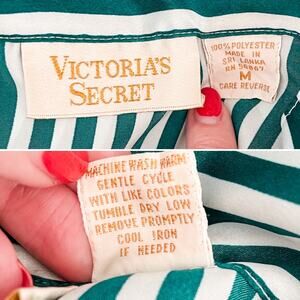 VICTORIA'S
SECRET
100% POLYESTER
MADE IN
SRI LANKA
RN 56867
M
CARE REVERSE
MACHINE WASH WARM
GENTLE CYCLE
WITH LIKE COLORS
TUMBLE DRY LOW
REMOVE PROMPTLY
COOL IRON
IF NEEDED